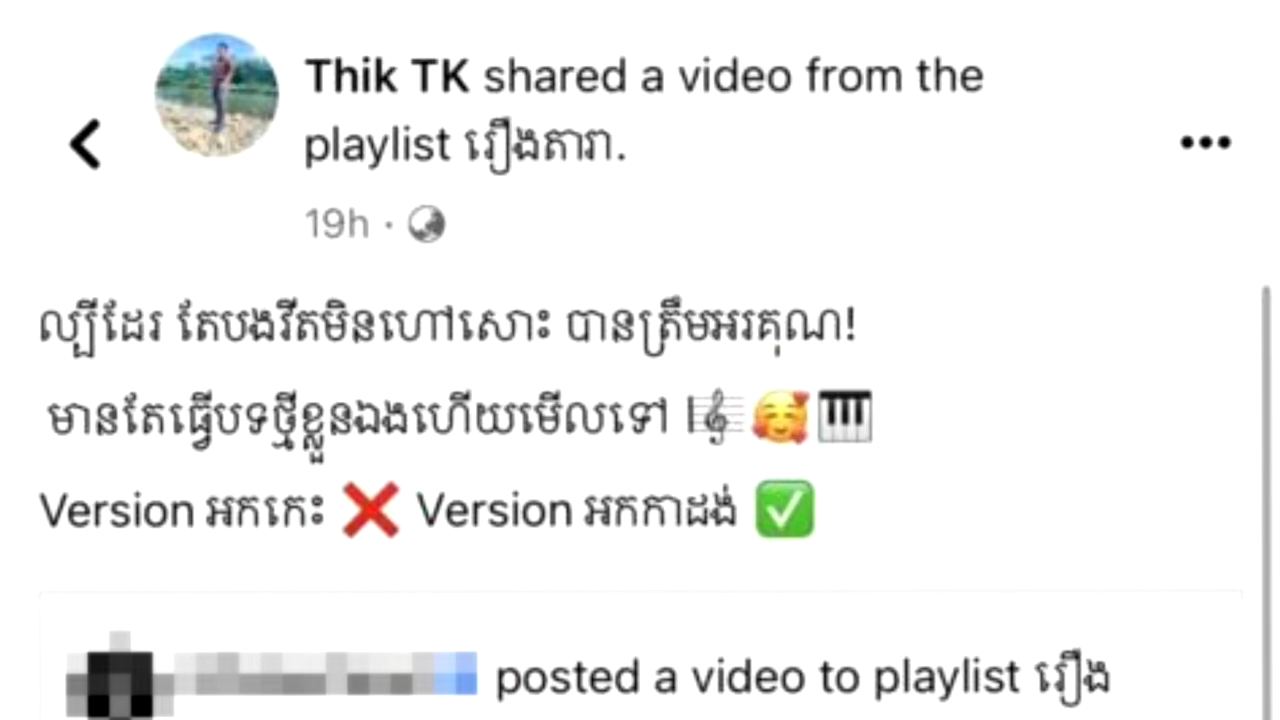 Thik TK shared a video from the
playlist រឿងតារា.
19h ·
ល្បីដែរ តែបងវីតមិនហៅសោះ បានត្រឹមអរគុណ!
មានតែធ្វើបទថ្មីខ្លួនឯងហើយមើលទៅ 🎼🥰🎹
Version អកកេះ ❌ Version អកកាដង់ ✅
posted a video to playlist រឿង